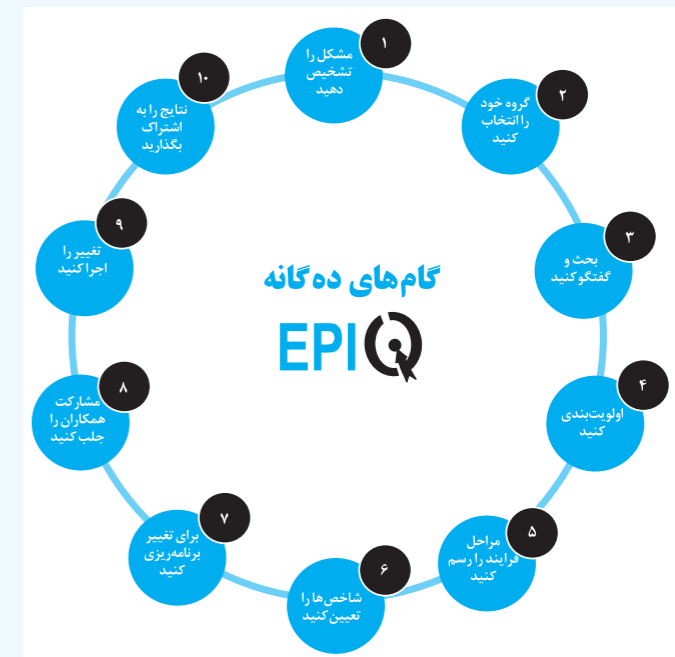 گام‌های ده گانه
EPIQ
۱
مشکل را
تشخیص
دهید
۲
گروه خود
را انتخاب
کنید
۳
بحث و
گفتگو کنید
۴
اولویت‌بندی
کنید
۵
مراحل
فرایند را رسم
کنید
۶
شاخص‌ها را
تعیین کنید
۷
برای تغییر
برنامه‌ریزی
کنید
۸
مشارکت
همکاران را
جلب کنید
۹
تغییر را
اجرا کنید
۱۰
نتایج را به
اشتراک
بگذارید